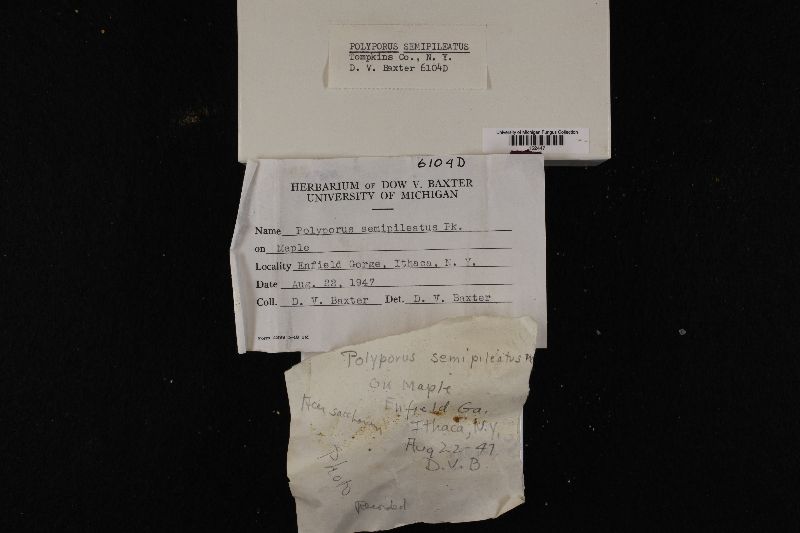 POLYPORUS SEMIPILEATUS
Tompkins Co., N. Y.
D. V. Baxter 6104D
University of Michigan Fungus Collection
6104D
HERBARIUM OF DOW V. BAXTER
UNIVERSITY OF MICHIGAN
Name Polyporus semipileatus Pk.
on Maple
Locality Enfield Gorge, Ithaca, N. Y.
Date Aug. 22, 1947
Coll. D. V. Baxter Det. D. V. Baxter
Polyporus semipileatus
On Maple
Acer saccharum
Enfield Ga.
Ithaca, N.Y.
Aug 22-47
D.V.B
Photo
Recorded